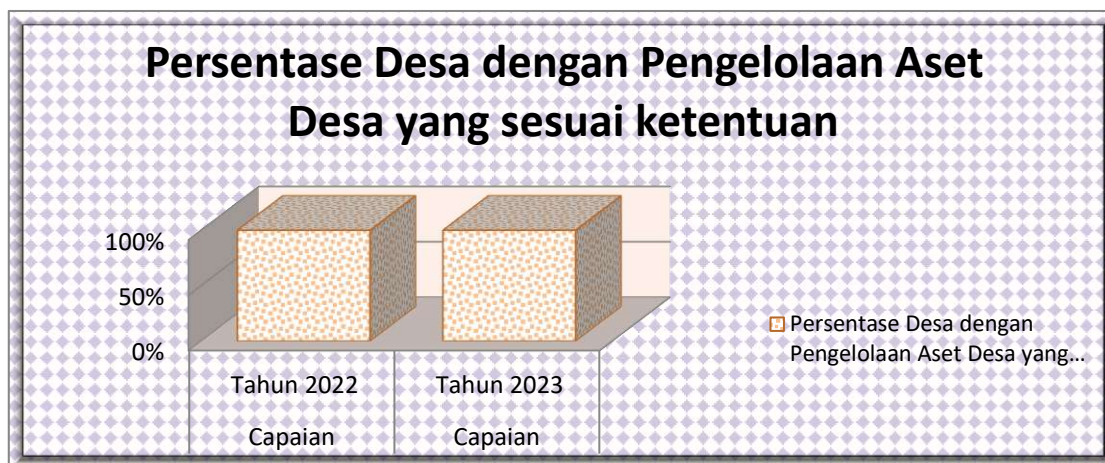 Persentase Desa dengan Pengelolaan Aset
Desa yang sesuai ketentuan
100%
50%
0%
Tahun 2022
Tahun 2023
Capaian
Capaian
Persentase Desa dengan
Pengelolaan Aset Desa yang...